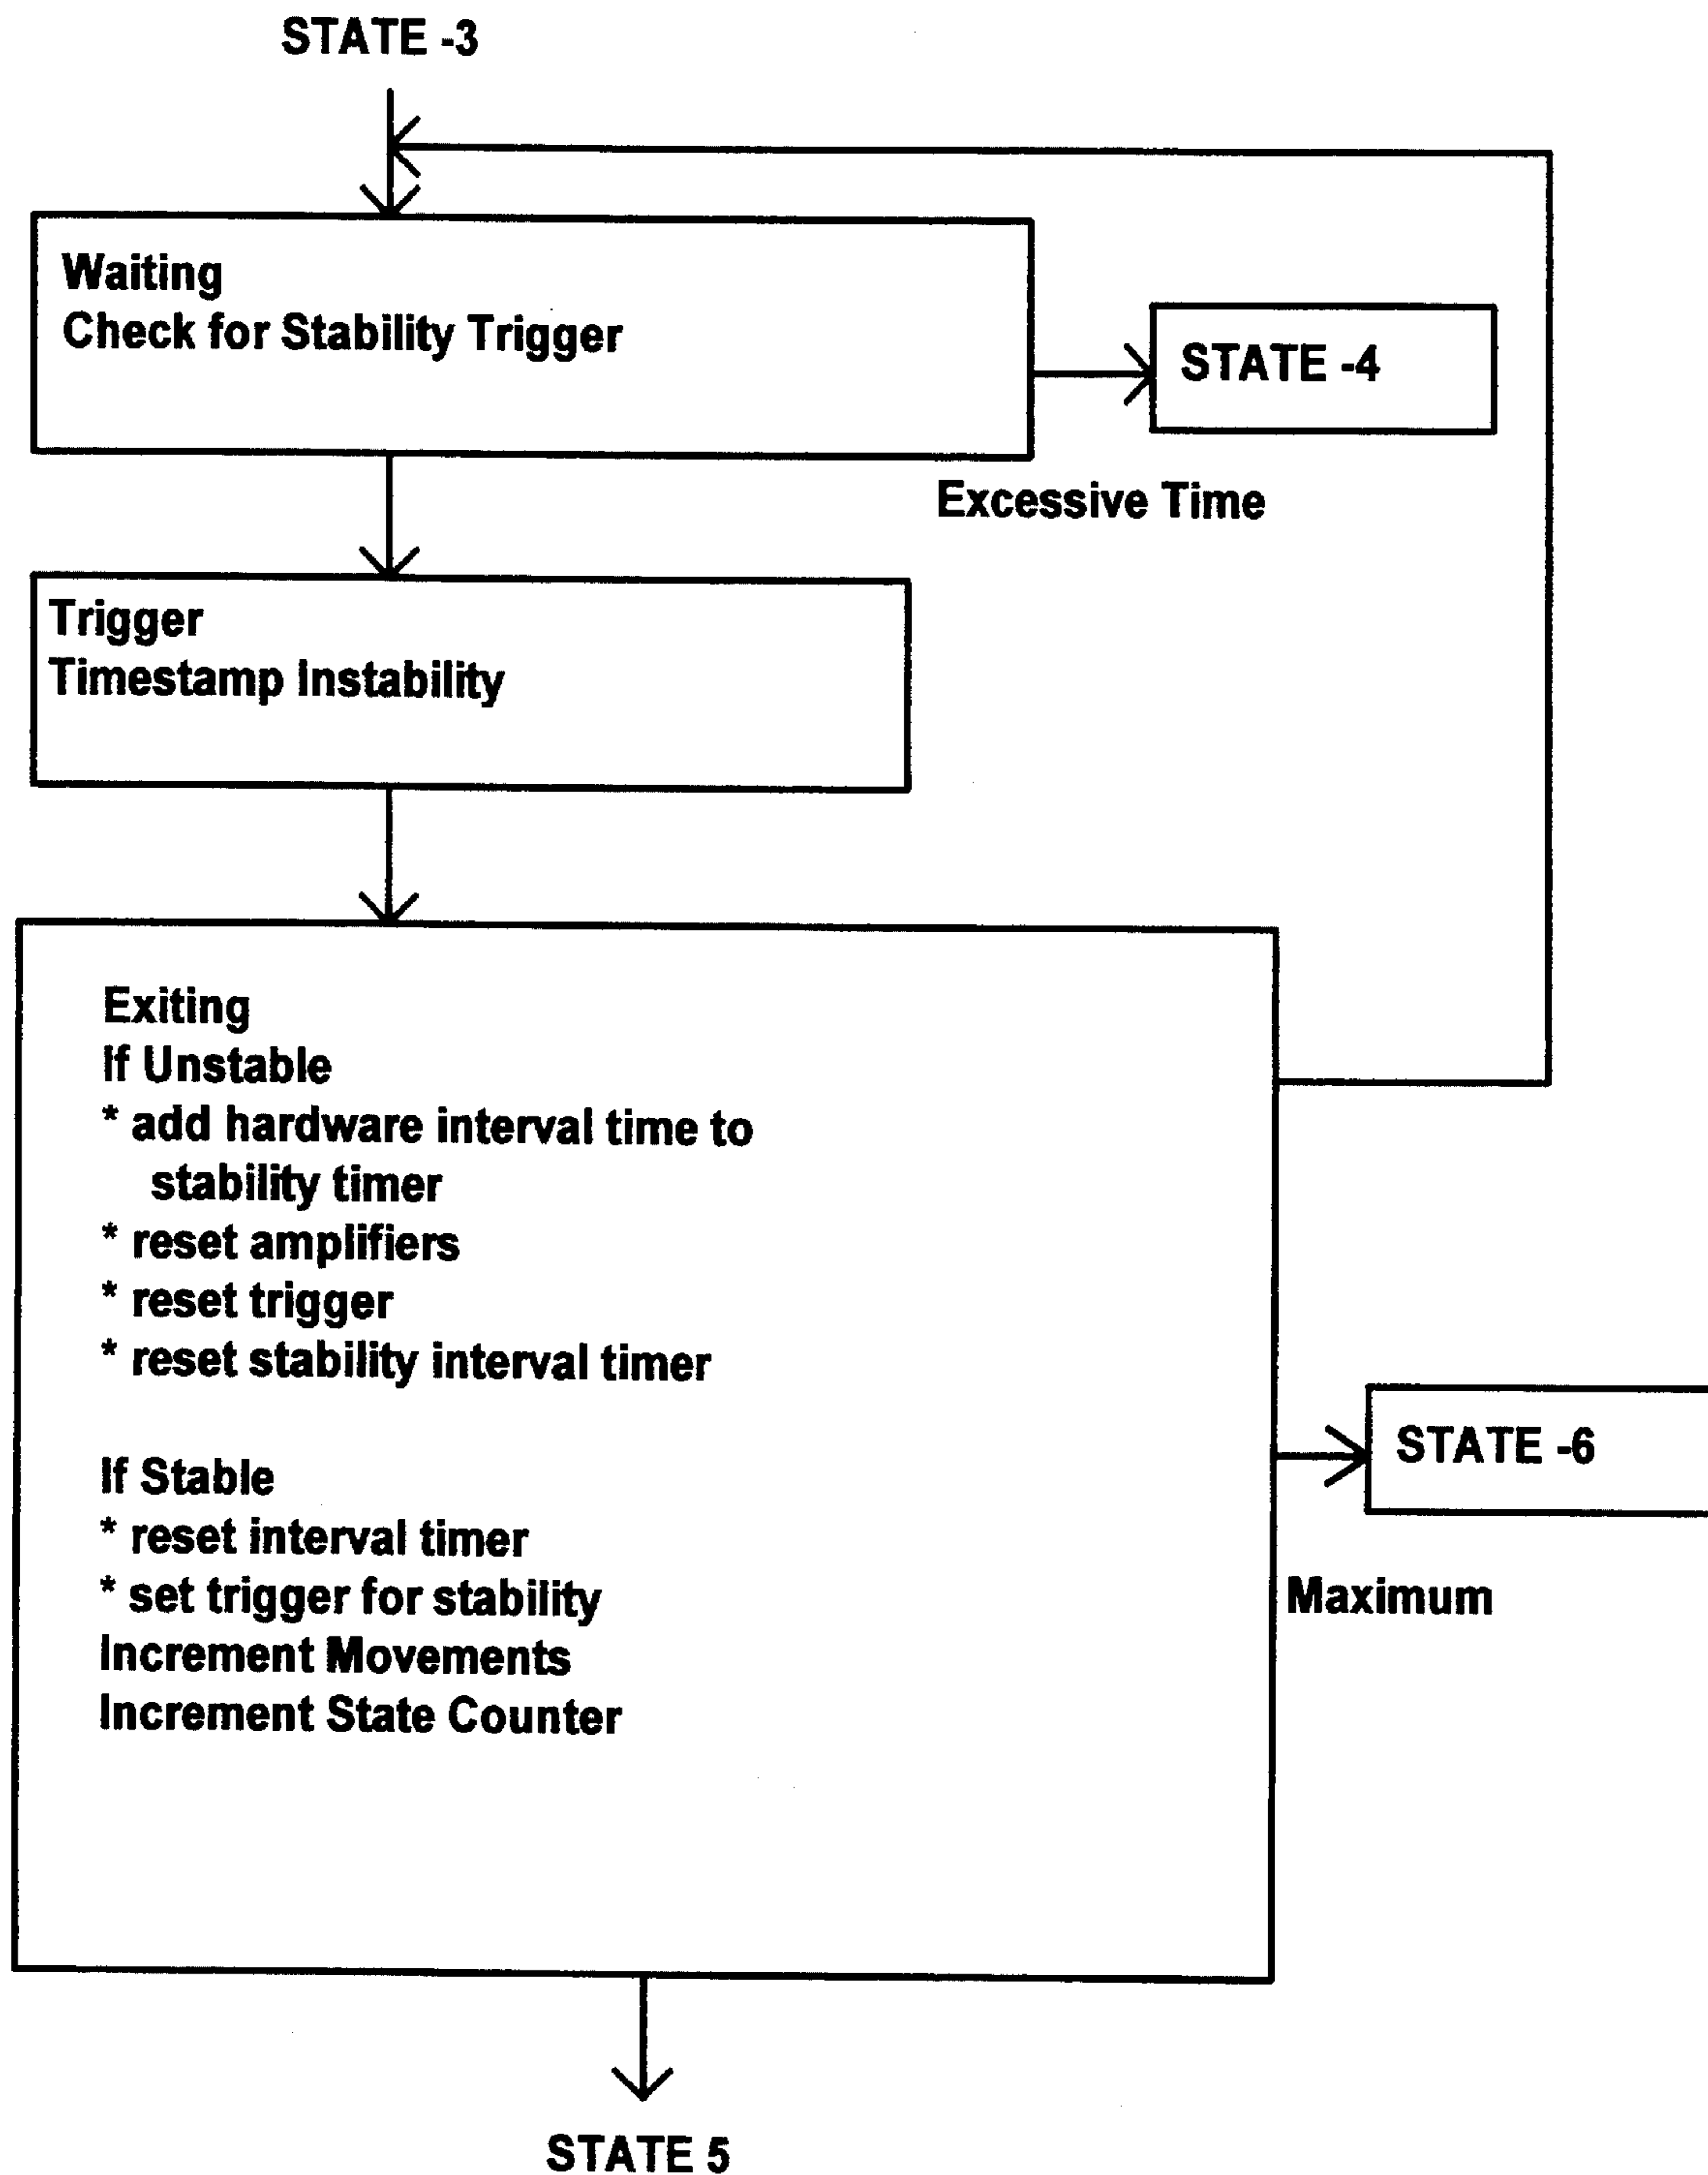 STATE -3
Waiting
Check for Stability Trigger
STATE -4
Excessive Time
Trigger
Timestamp Instability
Exiting
If Unstable
* add hardware interval time to
stability timer
* reset amplifiers
* reset trigger
* reset stability interval timer
If Stable
* reset interval timer
* set trigger for stability
Increment Movements
Increment State Counter
STATE -6
Maximum
STATE 5